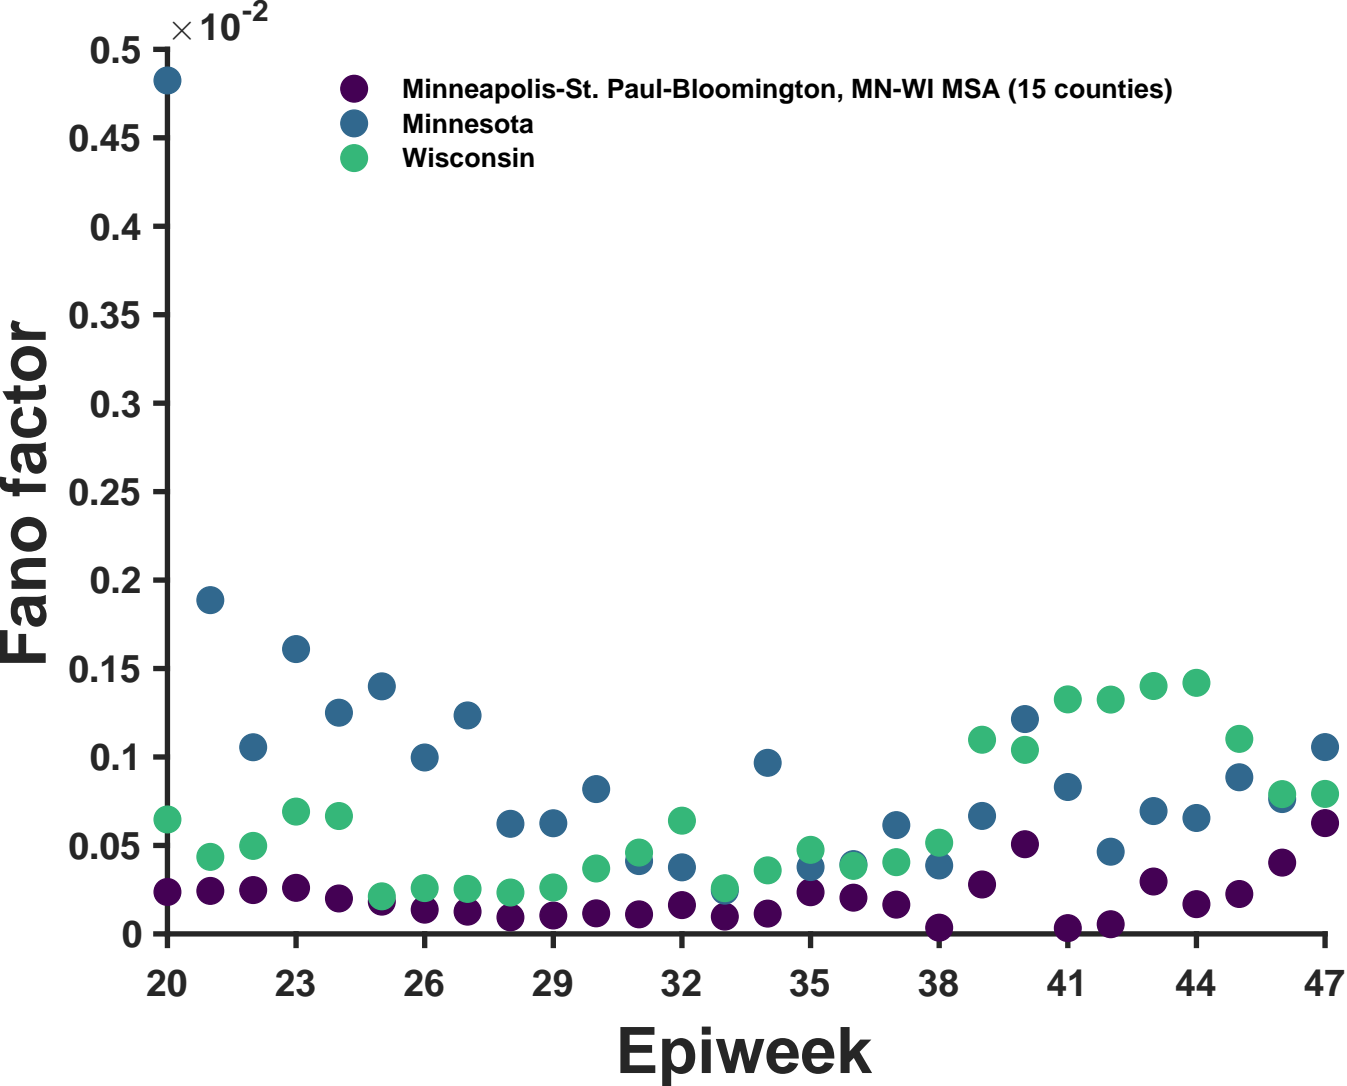 × 10-2
0.5
0.45
0.4
0.35
0.3
0.25
0.2
0.15
0.1
0.05
0
Fano factor
Minneapolis-St. Paul-Bloomington, MN-WI MSA (15 counties)
Minnesota
Wisconsin
20 23 26 29 32 35 38 41 44 47
Epiweek